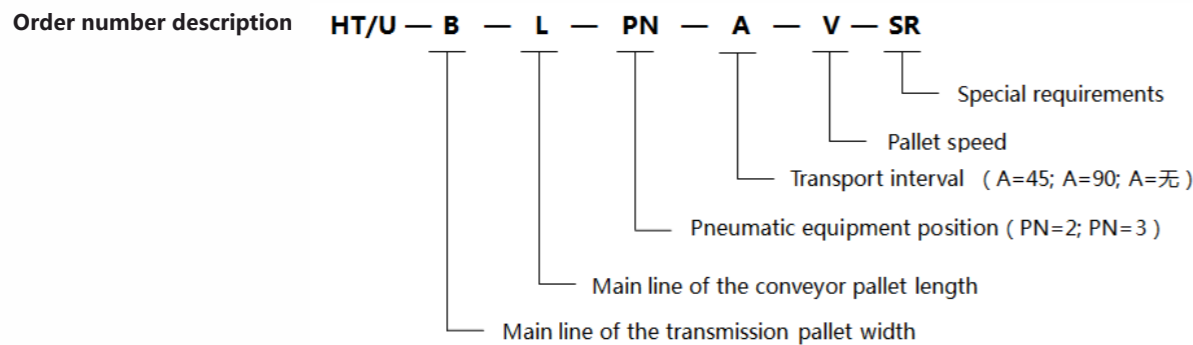 Order number description HT/U — B — L — PN — A — V — SR
Special requirements
Pallet speed
Transport interval ( A=45; A=90; A=无 )
Pneumatic equipment position ( PN=2; PN=3 )
Main line of the conveyor pallet length
Main line of the transmission pallet width